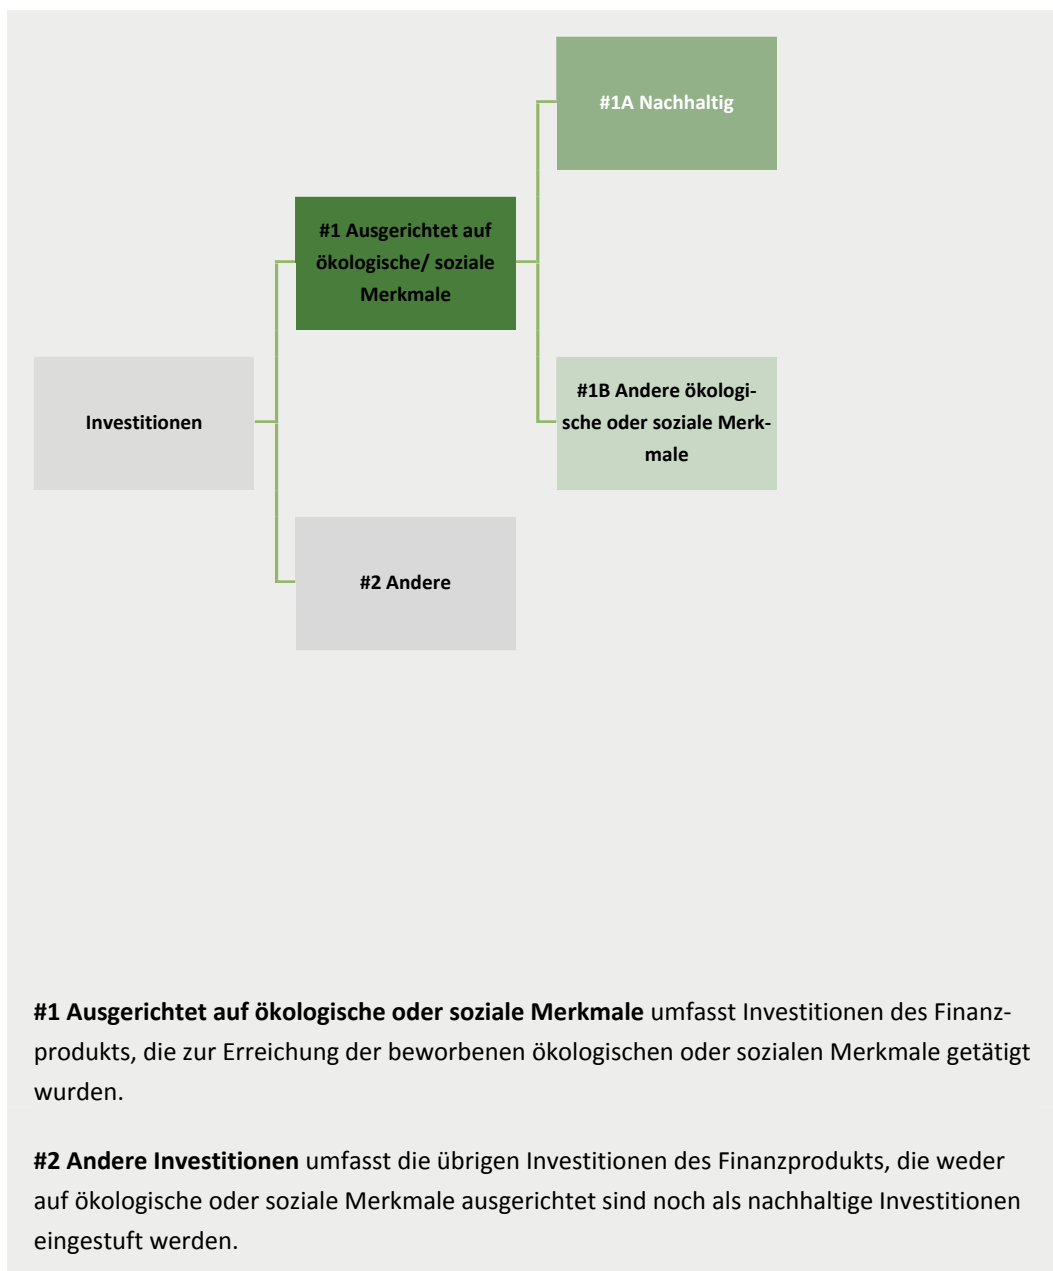 #1A Nachhaltig
#1 Ausgerichtet auf
ökologische/ soziale
Merkmale
Investitionen
#1B Andere ökologi-
sche oder soziale Merk-
male
#2 Andere
#1 Ausgerichtet auf ökologische oder soziale Merkmale umfasst Investitionen des Finanz-
produkts, die zur Erreichung der beworbenen ökologischen oder sozialen Merkmale getätigt
wurden.
#2 Andere Investitionen umfasst die übrigen Investitionen des Finanzprodukts, die weder
auf ökologische oder soziale Merkmale ausgerichtet sind noch als nachhaltige Investitionen
eingestuft werden.